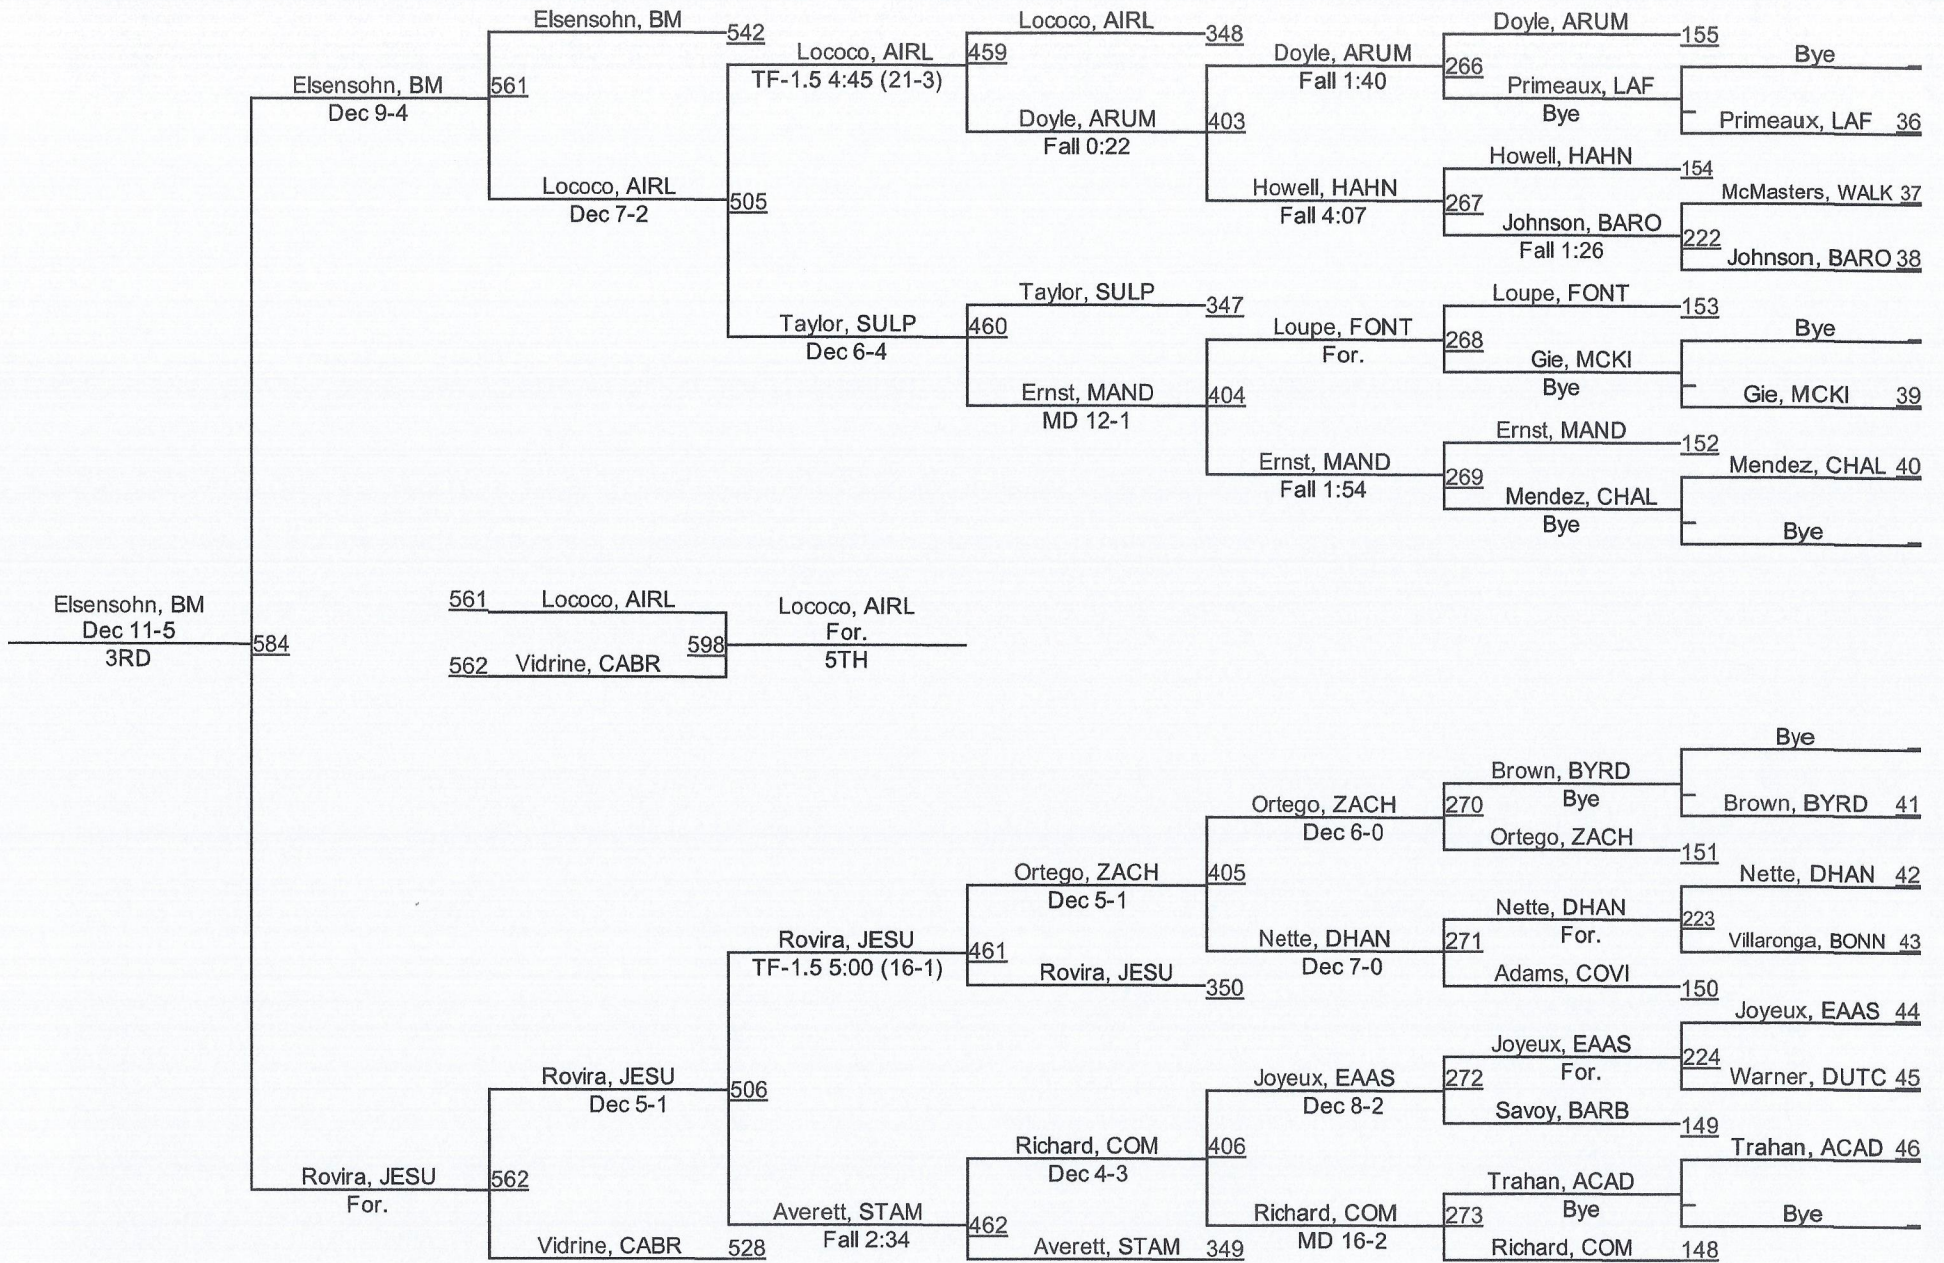 Elsensohn, BM
542
Lococo, AIRL
348
Doyle, ARUM
155
Lococo, AIRL
TF-1.5 4:45 (21-3)
459
Doyle, ARUM
Fall 1:40
266
Bye
Elsensohn, BM
Dec 9-4
561
Primeaux, LAF
Bye
Doyle, ARUM
Fall 0:22
403
Primeaux, LAF 36
Howell, HAHN
154
Lococo, AIRL
Dec 7-2
505
Howell, HAHN
Fall 4:07
267
McMasters, WALK 37
Johnson, BARO
Fall 1:26
222
Johnson, BARO 38
Taylor, SULP
347
Loupe, FONT
153
Taylor, SULP
Dec 6-4
460
Loupe, FONT
For.
268
Bye
Gie, MCKI
Bye
Ernst, MAND
MD 12-1
404
Gie, MCKI 39
Ernst, MAND
152
Ernst, MAND
Fall 1:54
269
Mendez, CHAL 40
Mendez, CHAL
Bye
Bye
Elsensohn, BM
Dec 11-5
3RD
584
561 Lococo, AIRL
562 Vidrine, CABR
598
Lococo, AIRL
For.
5TH
Bye
Brown, BYRD
Bye
Ortego, ZACH
Dec 6-0
270
Brown, BYRD 41
Ortego, ZACH
151
Ortego, ZACH
Dec 5-1
405
Nette, DHAN 42
Nette, DHAN
For.
223
Rovira, JESU
TF-1.5 5:00 (16-1)
461
Nette, DHAN
Dec 7-0
271
Villaronga, BONN 43
Rovira, JESU
350
Adams, COVI
150
Joyeux, EAAS 44
Joyeux, EAAS
For.
224
Rovira, JESU
Dec 5-1
506
Joyeux, EAAS
Dec 8-2
272
Warner, DUTC 45
Savoy, BARB
149
Richard, COM
Dec 4-3
406
Trahan, ACAD 46
Rovira, JESU
For.
562
Trahan, ACAD
Bye
Averett, STAM
Fall 2:34
462
Richard, COM
MD 16-2
273
Bye
Vidrine, CABR
528
Averett, STAM
349
Richard, COM
148